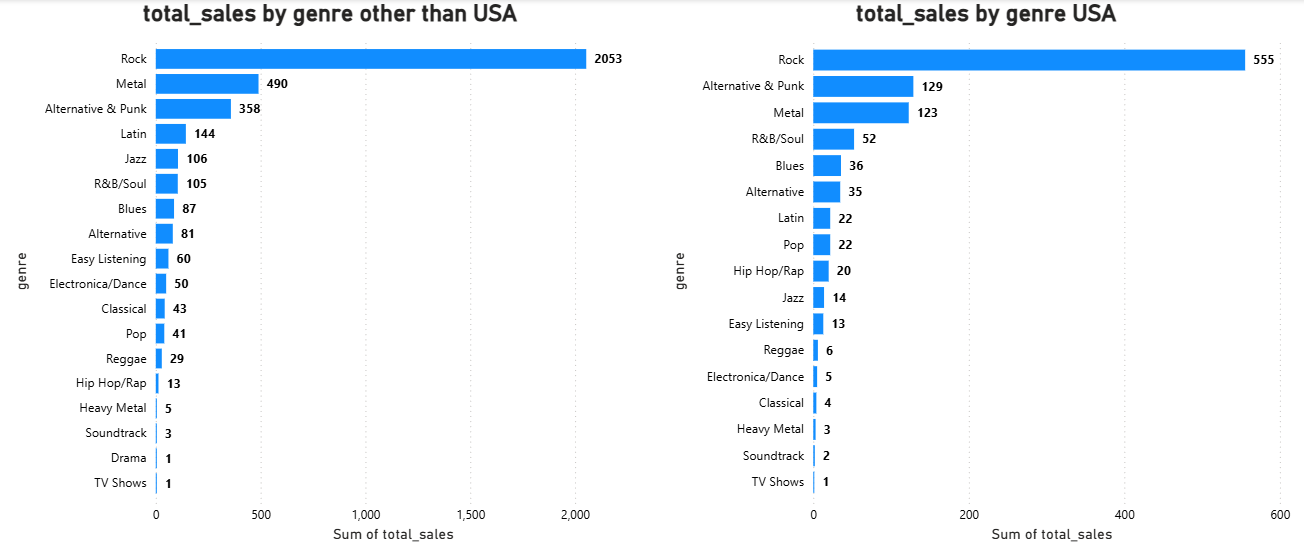 total_sales by genre other than USA
genre
Rock 2053
Metal 490
Alternative & Punk 358
Latin 144
Jazz 106
R&B/Soul 105
Blues 87
Alternative 81
Easy Listening 60
Electronica/Dance 50
Classical 43
Pop 41
Reggae 29
Hip Hop/Rap 13
Heavy Metal 5
Soundtrack 3
Drama 1
TV Shows 1
0 500 1,000 1,500 2,000
Sum of total_sales
total_sales by genre USA
genre
Rock 555
Alternative & Punk 129
Metal 123
R&B/Soul 52
Blues 36
Alternative 35
Latin 22
Pop 22
Hip Hop/Rap 20
Jazz 14
Easy Listening 13
Reggae 6
Electronica/Dance 5
Classical 4
Heavy Metal 3
Soundtrack 2
TV Shows 1
0 200 400 600
Sum of total_sales